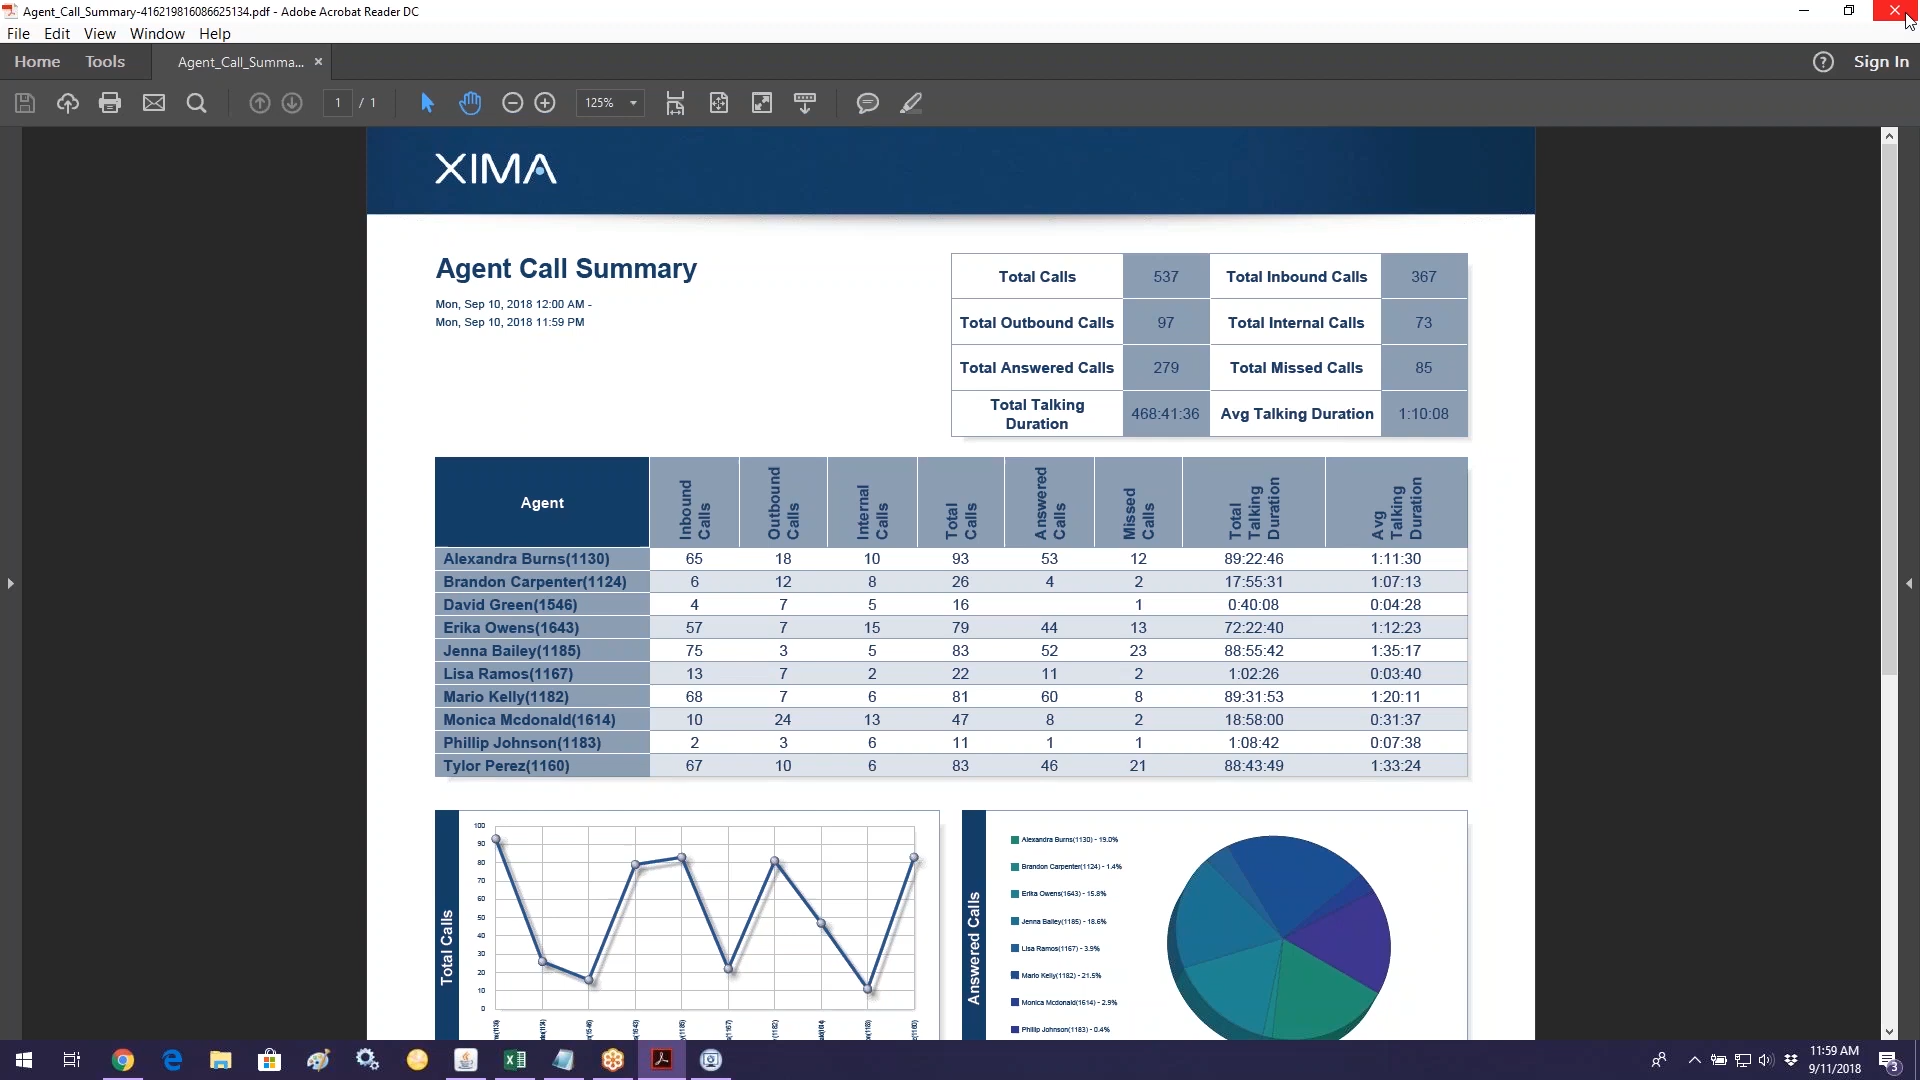 Agent_Call_Summary-416219816086625134.pdf - Adobe Acrobat Reader DC
File Edit View Window Help
Home Tools Agent_Call_Summa... × ? Sign In
1 / 1 125%
XIMA
Agent Call Summary
Mon, Sep 10, 2018 12:00 AM -
Mon, Sep 10, 2018 11:59 PM
Total Calls 537 Total Inbound Calls 367
Total Outbound Calls 97 Total Internal Calls 73
Total Answered Calls 279 Total Missed Calls 85
Total Talking
Duration 468:41:36 Avg Talking Duration 1:10:08
Agent Inbound Calls Outbound Calls Internal Calls Total Calls Answered Calls Missed Calls Total Talking Duration Avg Talking Duration
Alexandra Burns(1130) 65 18 10 93 53 12 89:22:46 1:11:30
Brandon Carpenter(1124) 6 12 8 26 4 2 17:55:31 1:07:13
David Green(1546) 4 7 5 16 1 0:40:08 0:04:28
Erika Owens(1643) 57 7 15 79 44 13 72:22:40 1:12:23
Jenna Bailey(1185) 75 3 5 83 52 23 88:55:42 1:35:17
Lisa Ramos(1167) 13 7 2 22 11 2 1:02:26 0:03:40
Mario Kelly(1182) 68 7 6 81 60 8 89:31:53 1:20:11
Monica Mcdonald(1614) 10 24 13 47 8 2 18:58:00 0:31:37
Phillip Johnson(1183) 2 3 6 11 1 1 1:08:42 0:07:38
Tylor Perez(1160) 67 10 6 83 46 21 88:43:49 1:33:24
Total Calls
100
90
80
70
60
50
40
30
20
10
0
Answered Calls
Alexandra Burns(1130) - 19.0%
Brandon Carpenter(1124) - 1.4%
Erika Owens(1643) - 15.8%
Jenna Bailey(1185) - 18.6%
Lisa Ramos(1167) - 3.9%
Mario Kelly(1182) - 21.5%
Monica Mcdonald(1614) - 2.9%
Phillip Johnson(1183) - 0.4%
11:59 AM
9/11/2018
3